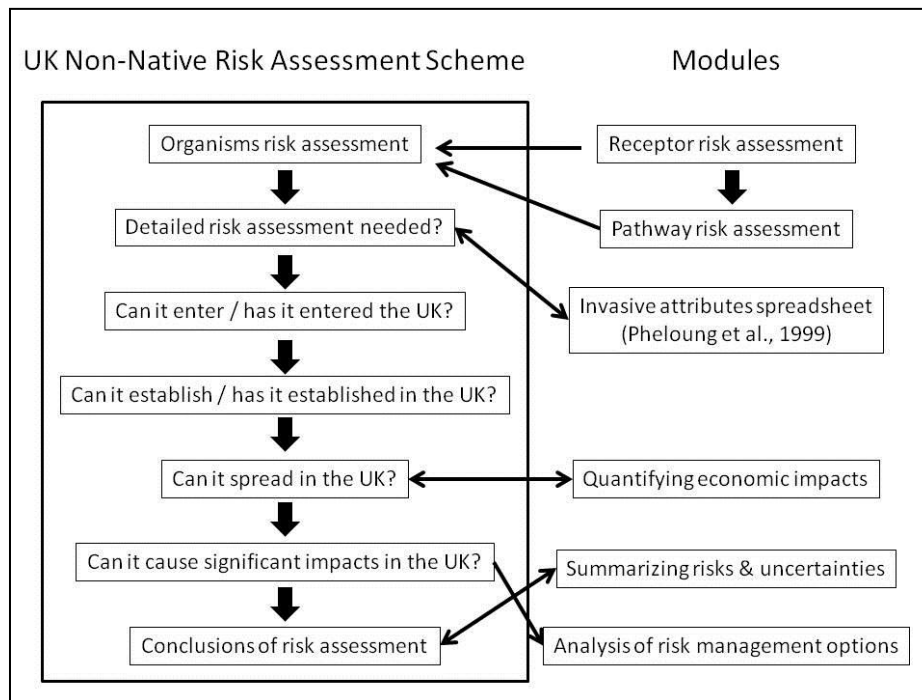 UK Non-Native Risk Assessment Scheme
Modules
Organisms risk assessment
Receptor risk assessment
Detailed risk assessment needed?
Pathway risk assessment
Can it enter / has it entered the UK?
Invasive attributes spreadsheet
(Pheloung et al., 1999)
Can it establish / has it established in the UK?
Can it spread in the UK?
Quantifying economic impacts
Can it cause significant impacts in the UK?
Summarizing risks & uncertainties
Conclusions of risk assessment
Analysis of risk management options